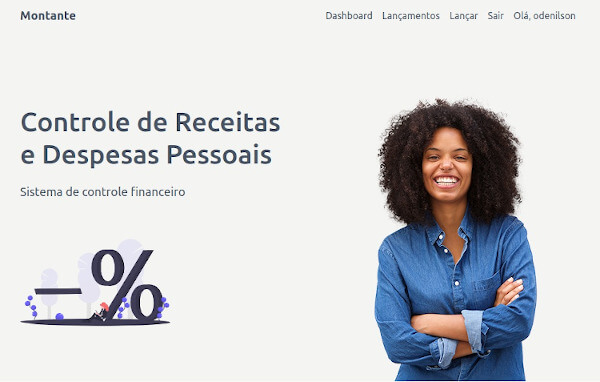 Montante
Dashboard Lançamentos Lançar Sair Olá, odenilson
Controle de Receitas
e Despesas Pessoais
Sistema de controle financeiro
-%